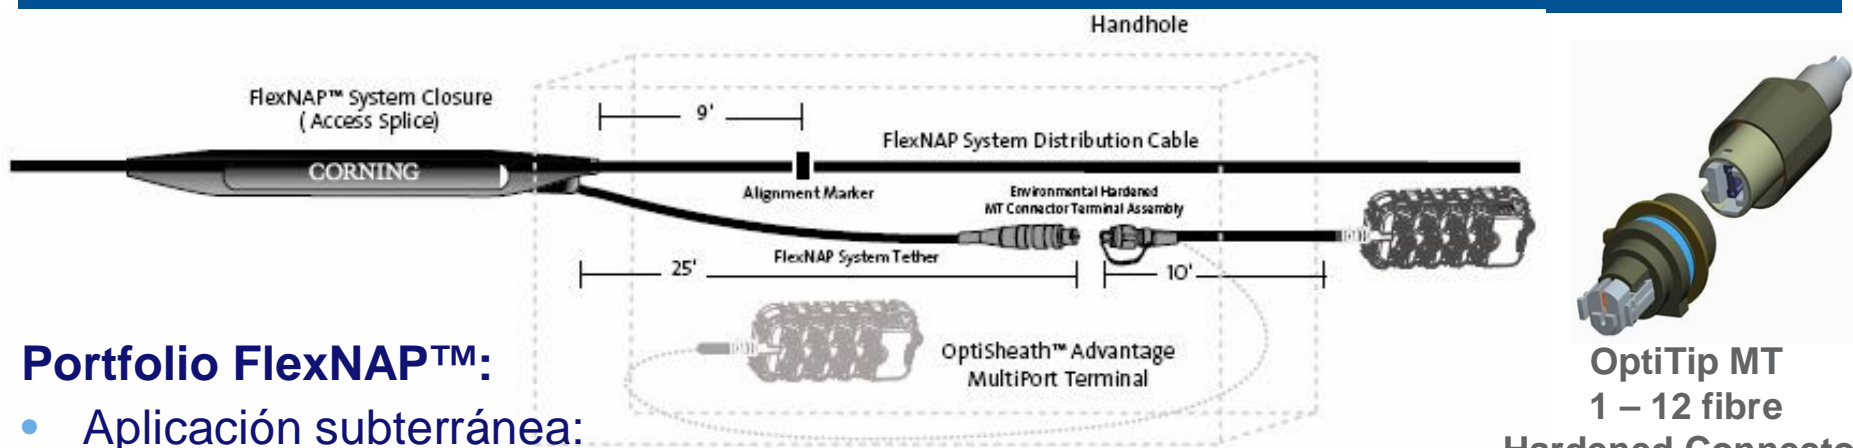 Handhole
FlexNAP™ System Closure
( Access Splice)
9'
FlexNAP System Distribution Cable
CORNING
Alignment Marker
Environmental Hardened
MT Connector Terminal Assembly
FlexNAP System Tether
25'
10'
OptiSheath™ Advantage
MultiPort Terminal
Portfolio FlexNAP™:
• Aplicación subterránea:
OptiTip MT
1 – 12 fibre
Hardened Connecto